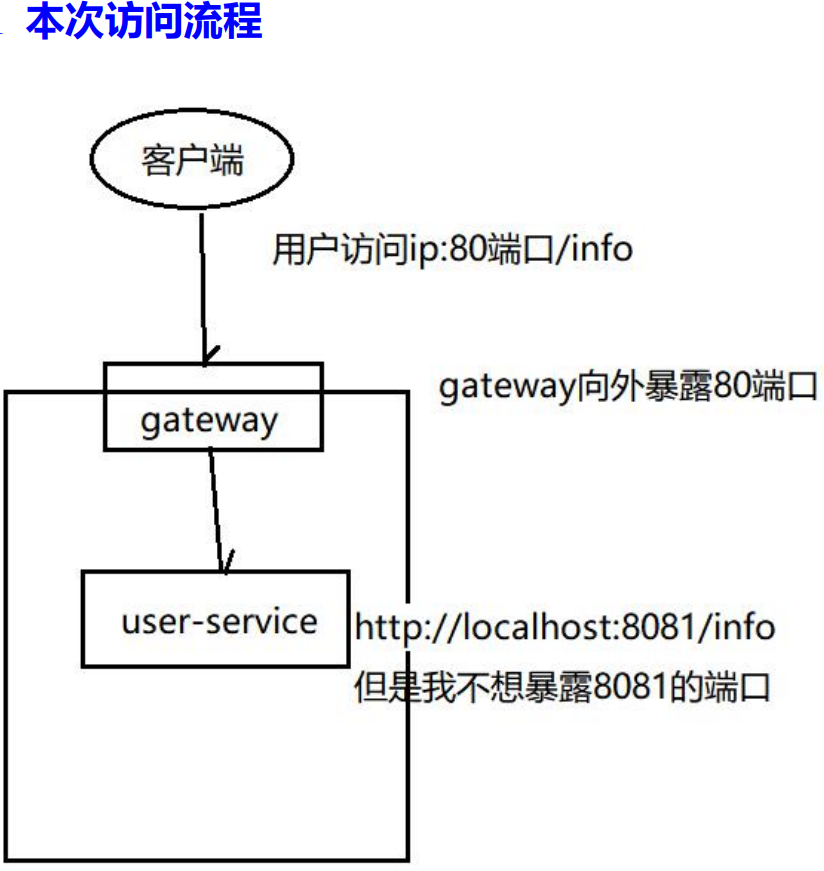 本次访问流程
客户端
用户访问ip:80端口/info
gateway向外暴露80端口
gateway
user-service
http://localhost:8081/info
但是我不想暴露8081的端口